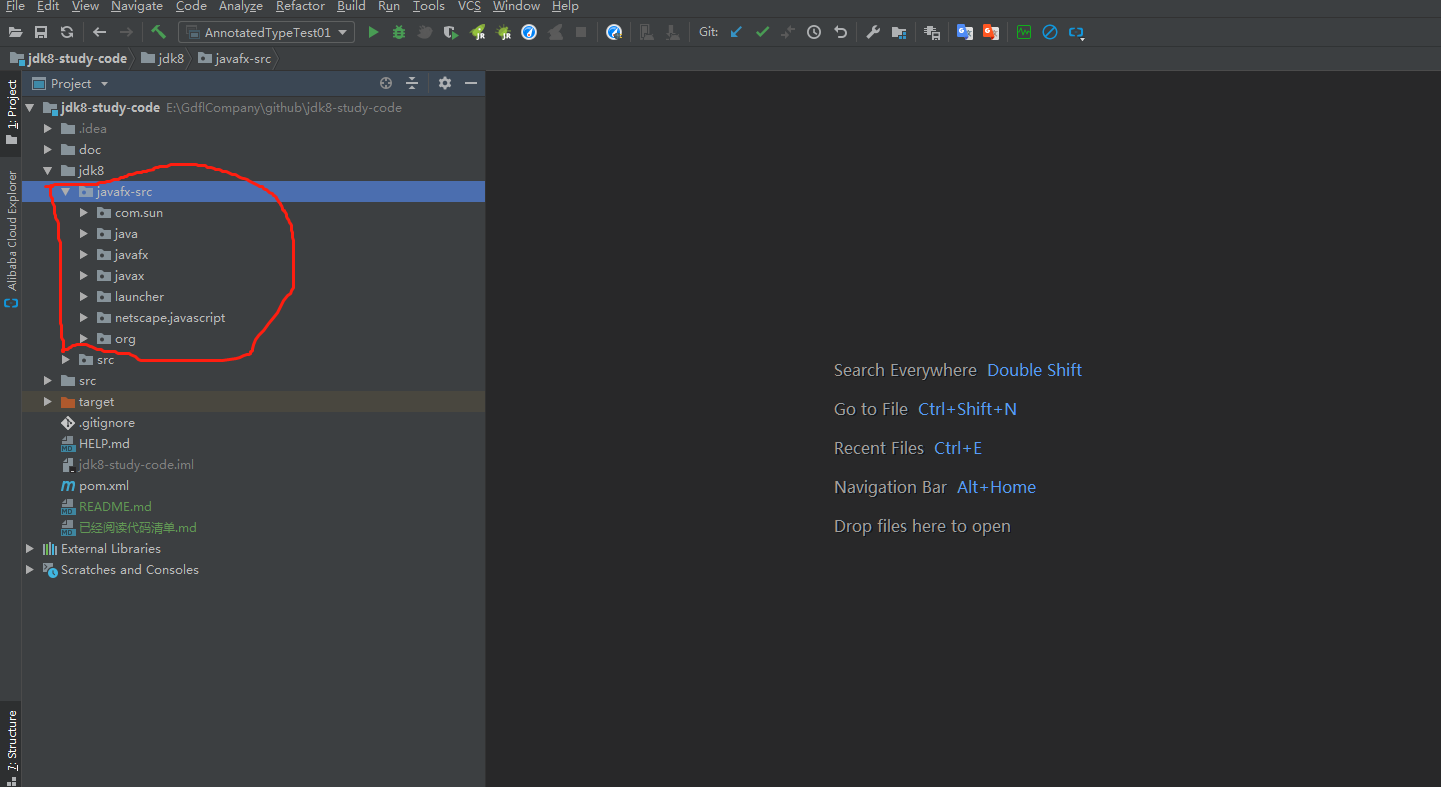 File Edit View Navigate Code Analyze Refactor Build Run Tools VCS Window Help
AnnotatedTypeTest01 Git:
jdk8-study-code jdk8 javafx-src
Project
jdk8-study-code E:\GdflCompany\github\jdk8-study-code
.idea
doc
jdk8
javafx-src
com.sun
java
javafx
javax
launcher
netscape.javascript
org
src
src
target
.gitignore
HELP.md
jdk8-study-code.iml
pom.xml
README.md
已经阅读代码清单.md
External Libraries
Scratches and Consoles
1: Project
Alibaba Cloud Explorer
7: Structure
Search Everywhere Double Shift
Go to File Ctrl+Shift+N
Recent Files Ctrl+E
Navigation Bar Alt+Home
Drop files here to open